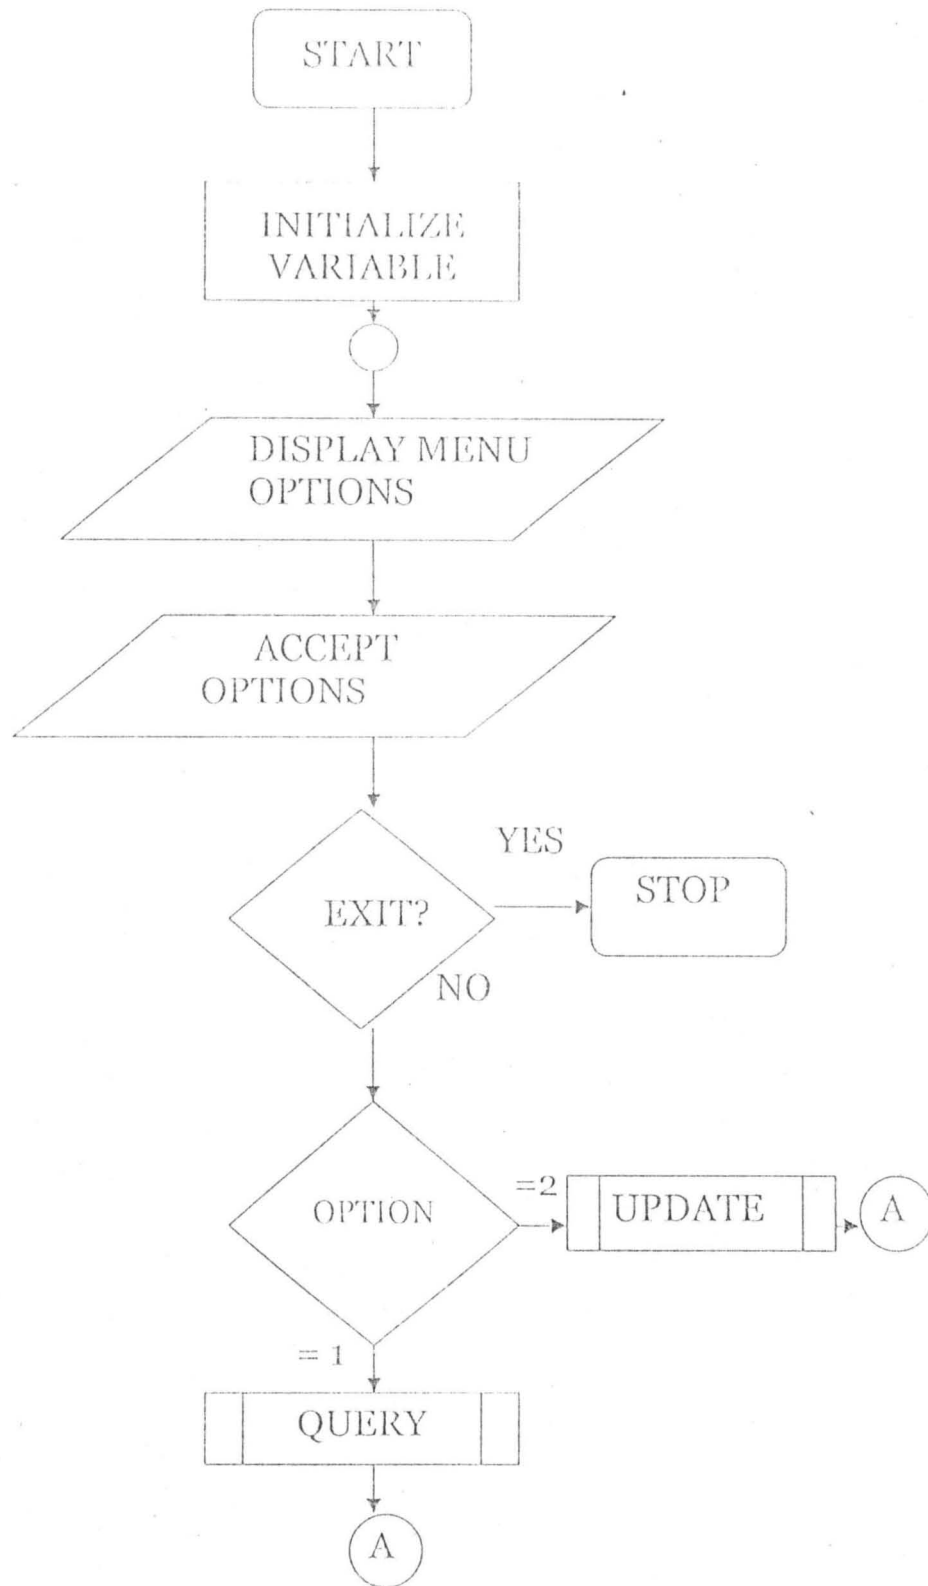 START
INITIALIZE
VARIABLE
DISPLAY MENU
OPTIONS
ACCEPT
OPTIONS
YES
STOP
EXIT?
NO
=2
UPDATE
A
OPTION
= 1
QUERY
A